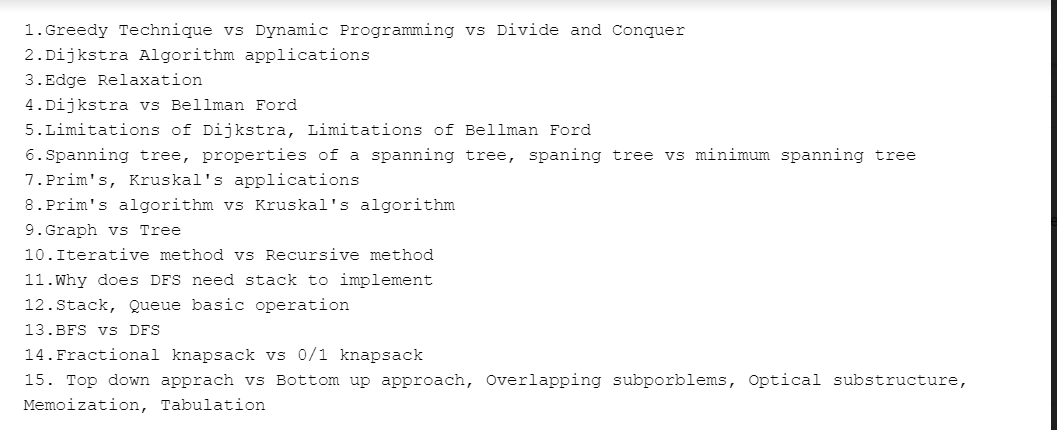 1.Greedy Technique vs Dynamic Programming vs Divide and Conquer
2.Dijkstra Algorithm applications
3.Edge Relaxation
4.Dijkstra vs Bellman Ford
5.Limitations of Dijkstra, Limitations of Bellman Ford
6.Spanning tree, properties of a spanning tree, spaning tree vs minimum spanning tree
7.Prim's, Kruskal's applications
8.Prim's algorithm vs Kruskal's algorithm
9.Graph vs Tree
10.Iterative method vs Recursive method
11.Why does DFS need stack to implement
12.Stack, Queue basic operation
13.BFS vs DFS
14.Fractional knapsack vs 0/1 knapsack
15. Top down apprach vs Bottom up approach, Overlapping subporblems, Optical substructure,
Memoization, Tabulation